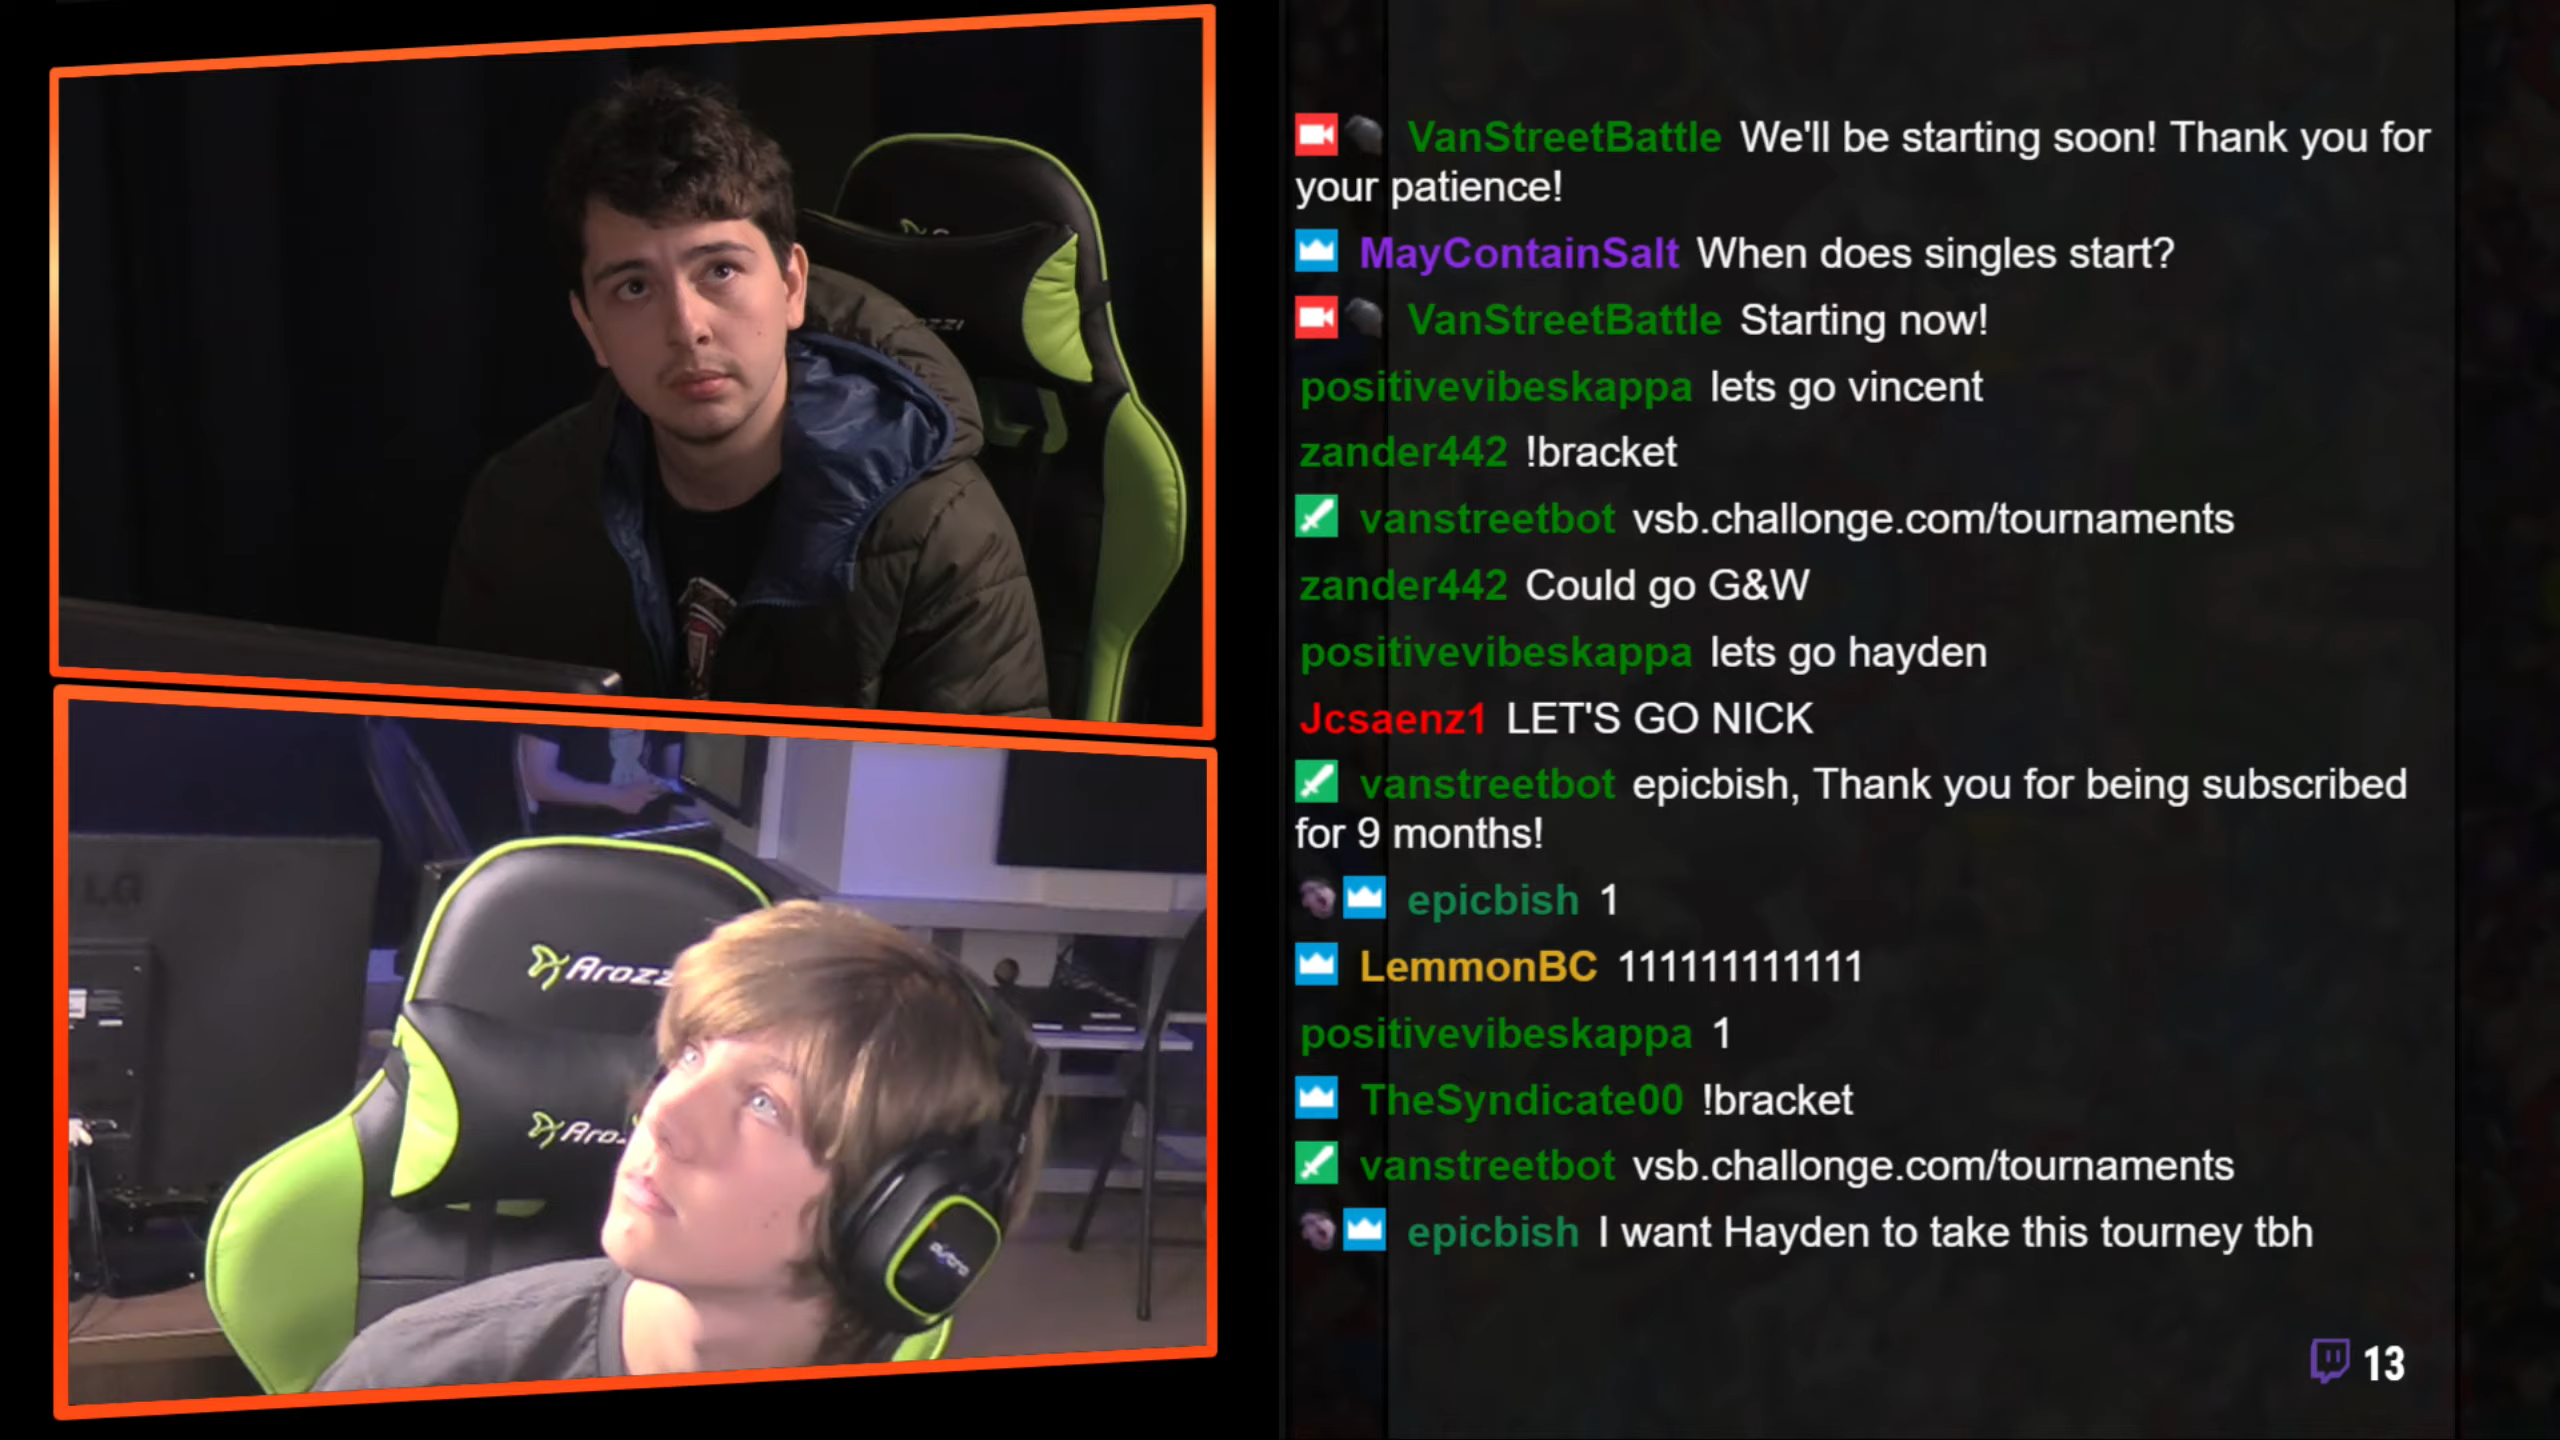 VanStreetBattle We'll be starting soon! Thank you for
your patience!
MayContainSalt When does singles start?
VanStreetBattle Starting now!
positivevibeskappa lets go vincent
zander442 !bracket
vanstreetbot vsb.challonge.com/tournaments
zander442 Could go G&W
positivevibeskappa lets go hayden
Jcsaenz1 LET'S GO NICK
vanstreetbot epicbish, Thank you for being subscribed
for 9 months!
epicbish 1
LemmonBC 111111111111
positivevibeskappa 1
TheSyndicate00 !bracket
vanstreetbot vsb.challonge.com/tournaments
epicbish I want Hayden to take this tourney tbh
13
LG
Arozz
Aro